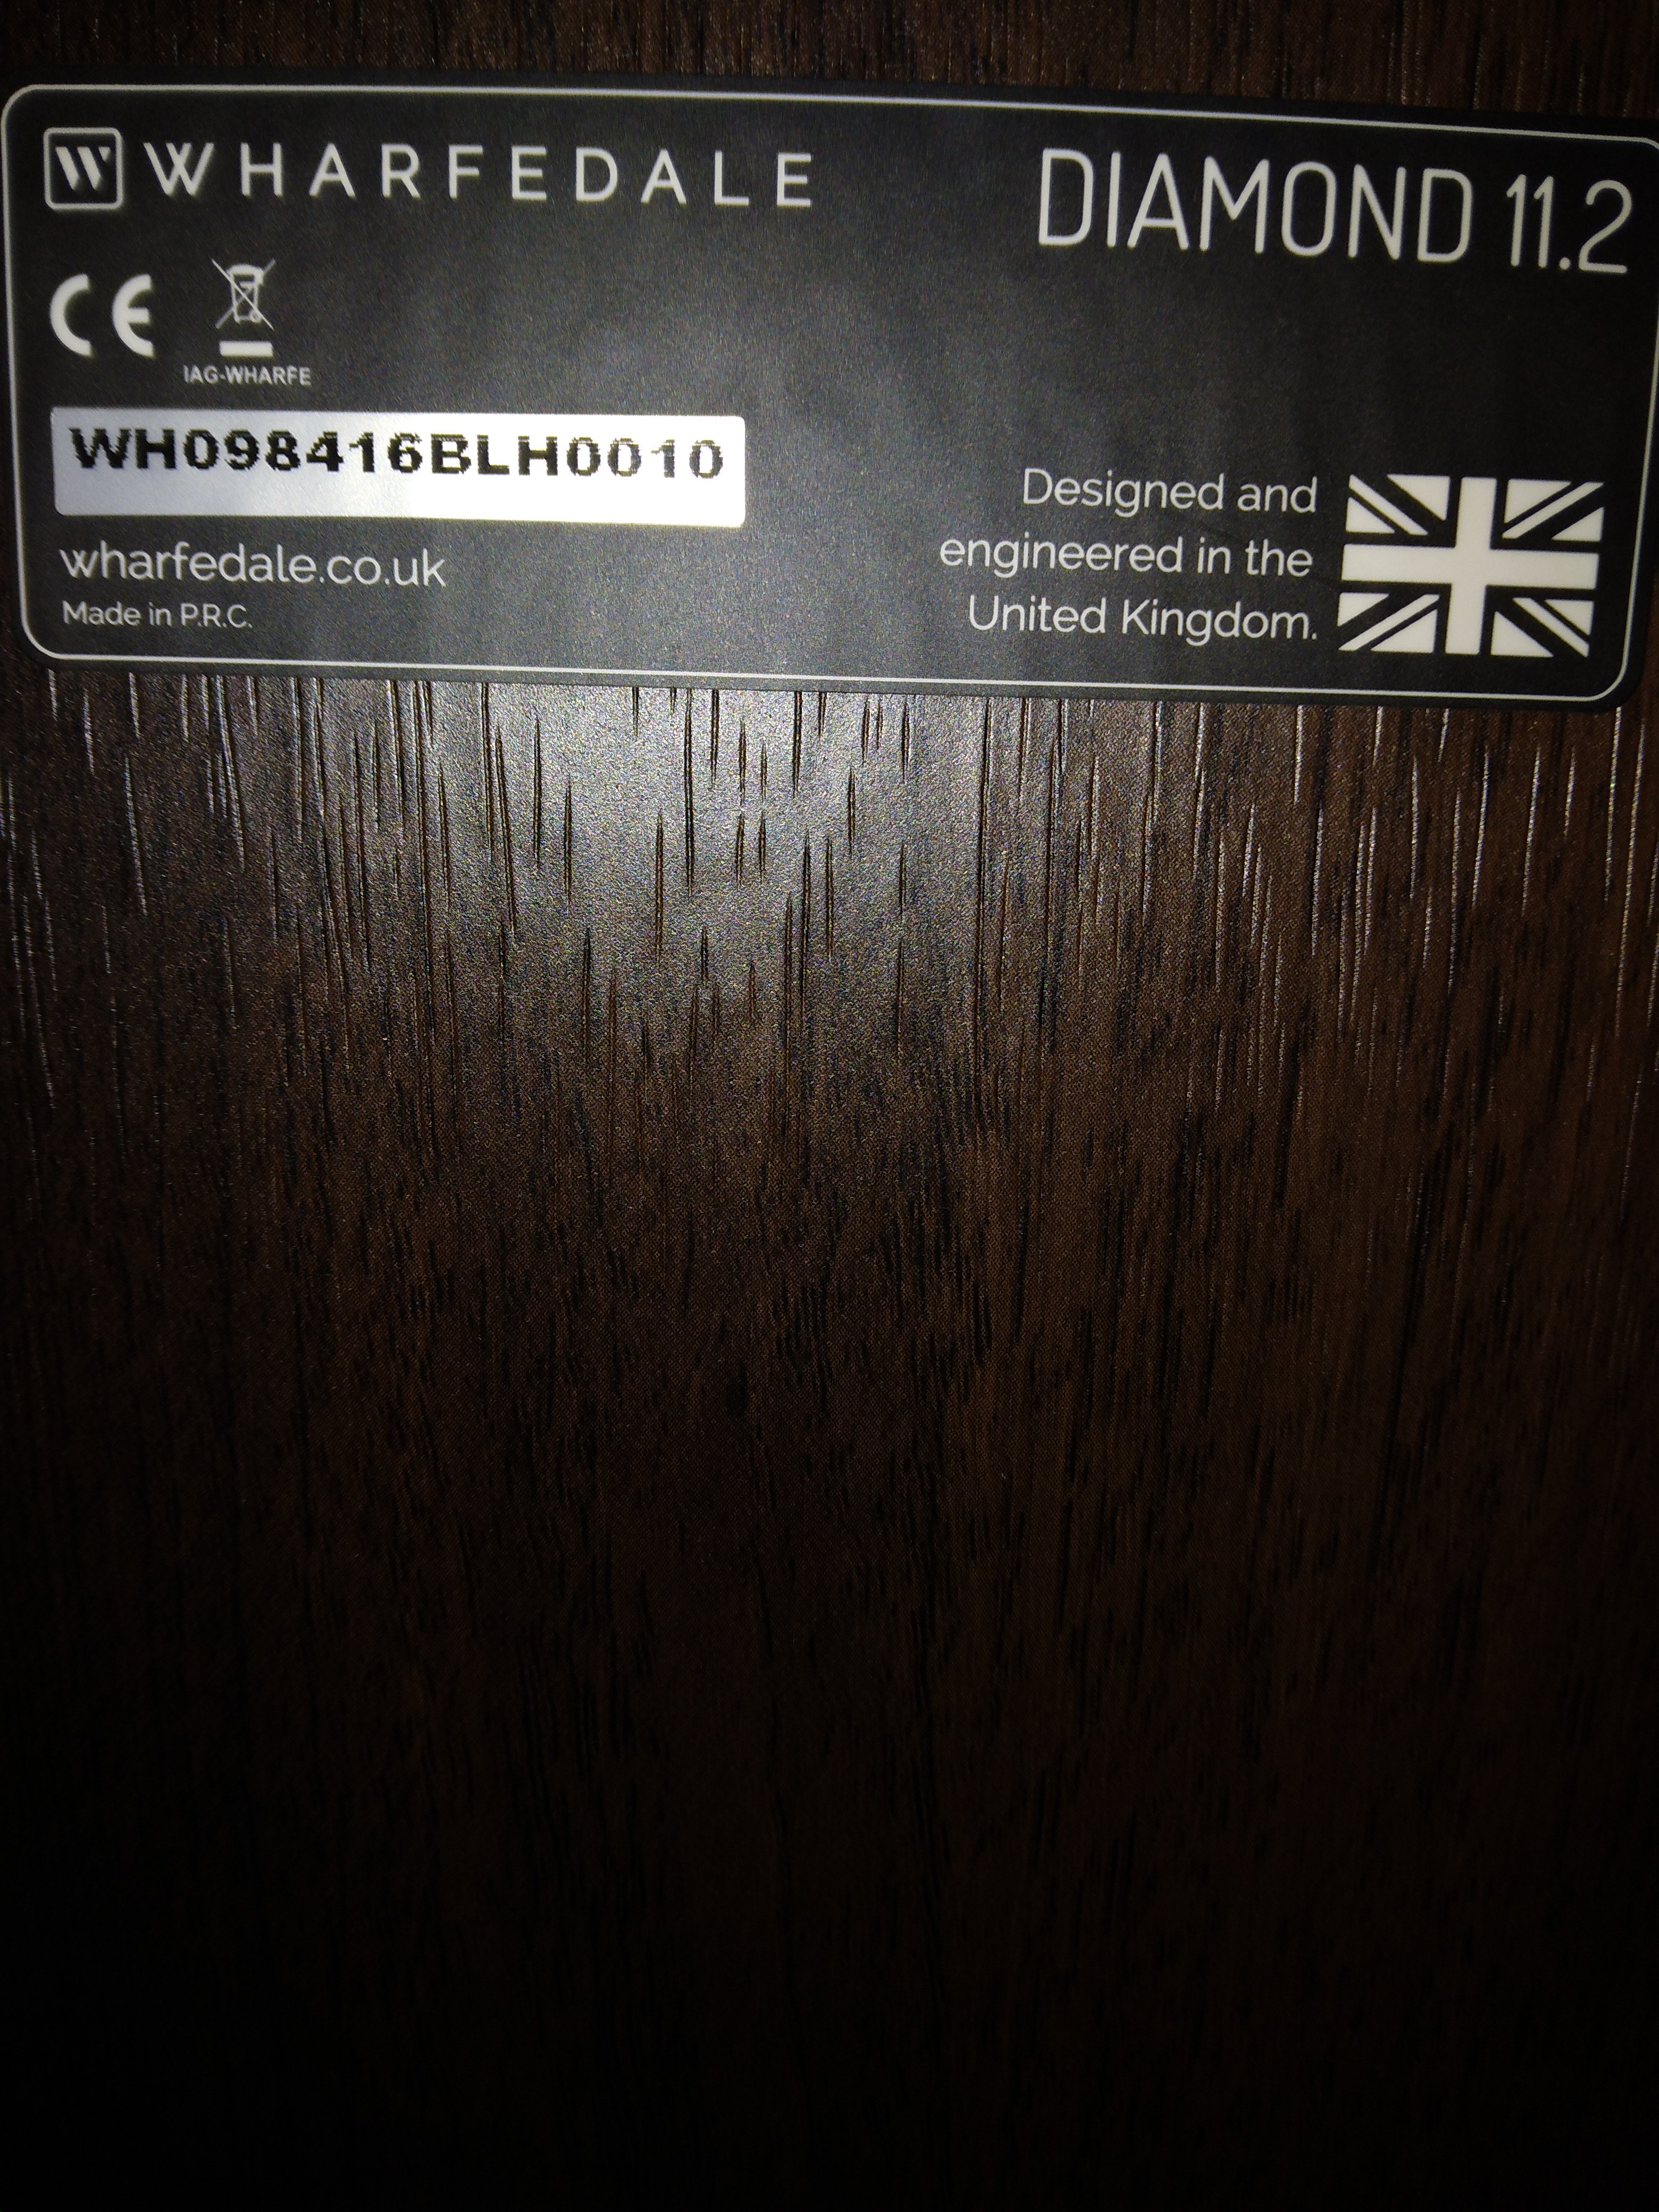 W WHARFEDALE
DIAMOND 11.2
CE
IAG-WHARFE
WH098416BLH0010
wharfedale.co.uk
Made in P.R.C.
Designed and
engineered in the
United Kingdom.